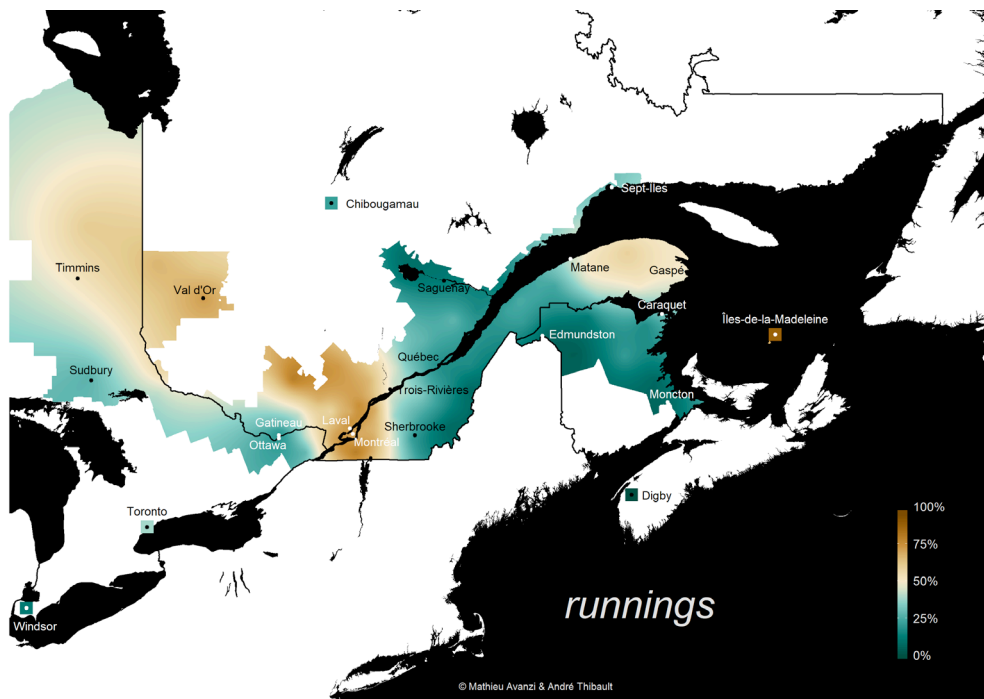 Sept-Iles
Chibougamau
Matane
Gaspé
Timmins
Val d'Or
Saguenay
Caraquet
Îles-de-la-Madeleine
Edmundston
Québec
Sudbury
Trois-Rivières
Moncton
Laval
Gatineau
Sherbrooke
Montréal
Ottawa
Digby
Toronto
100%
75%
50%
25%
0%
runnings
Windsor
© Mathieu Avanzi & André Thibault